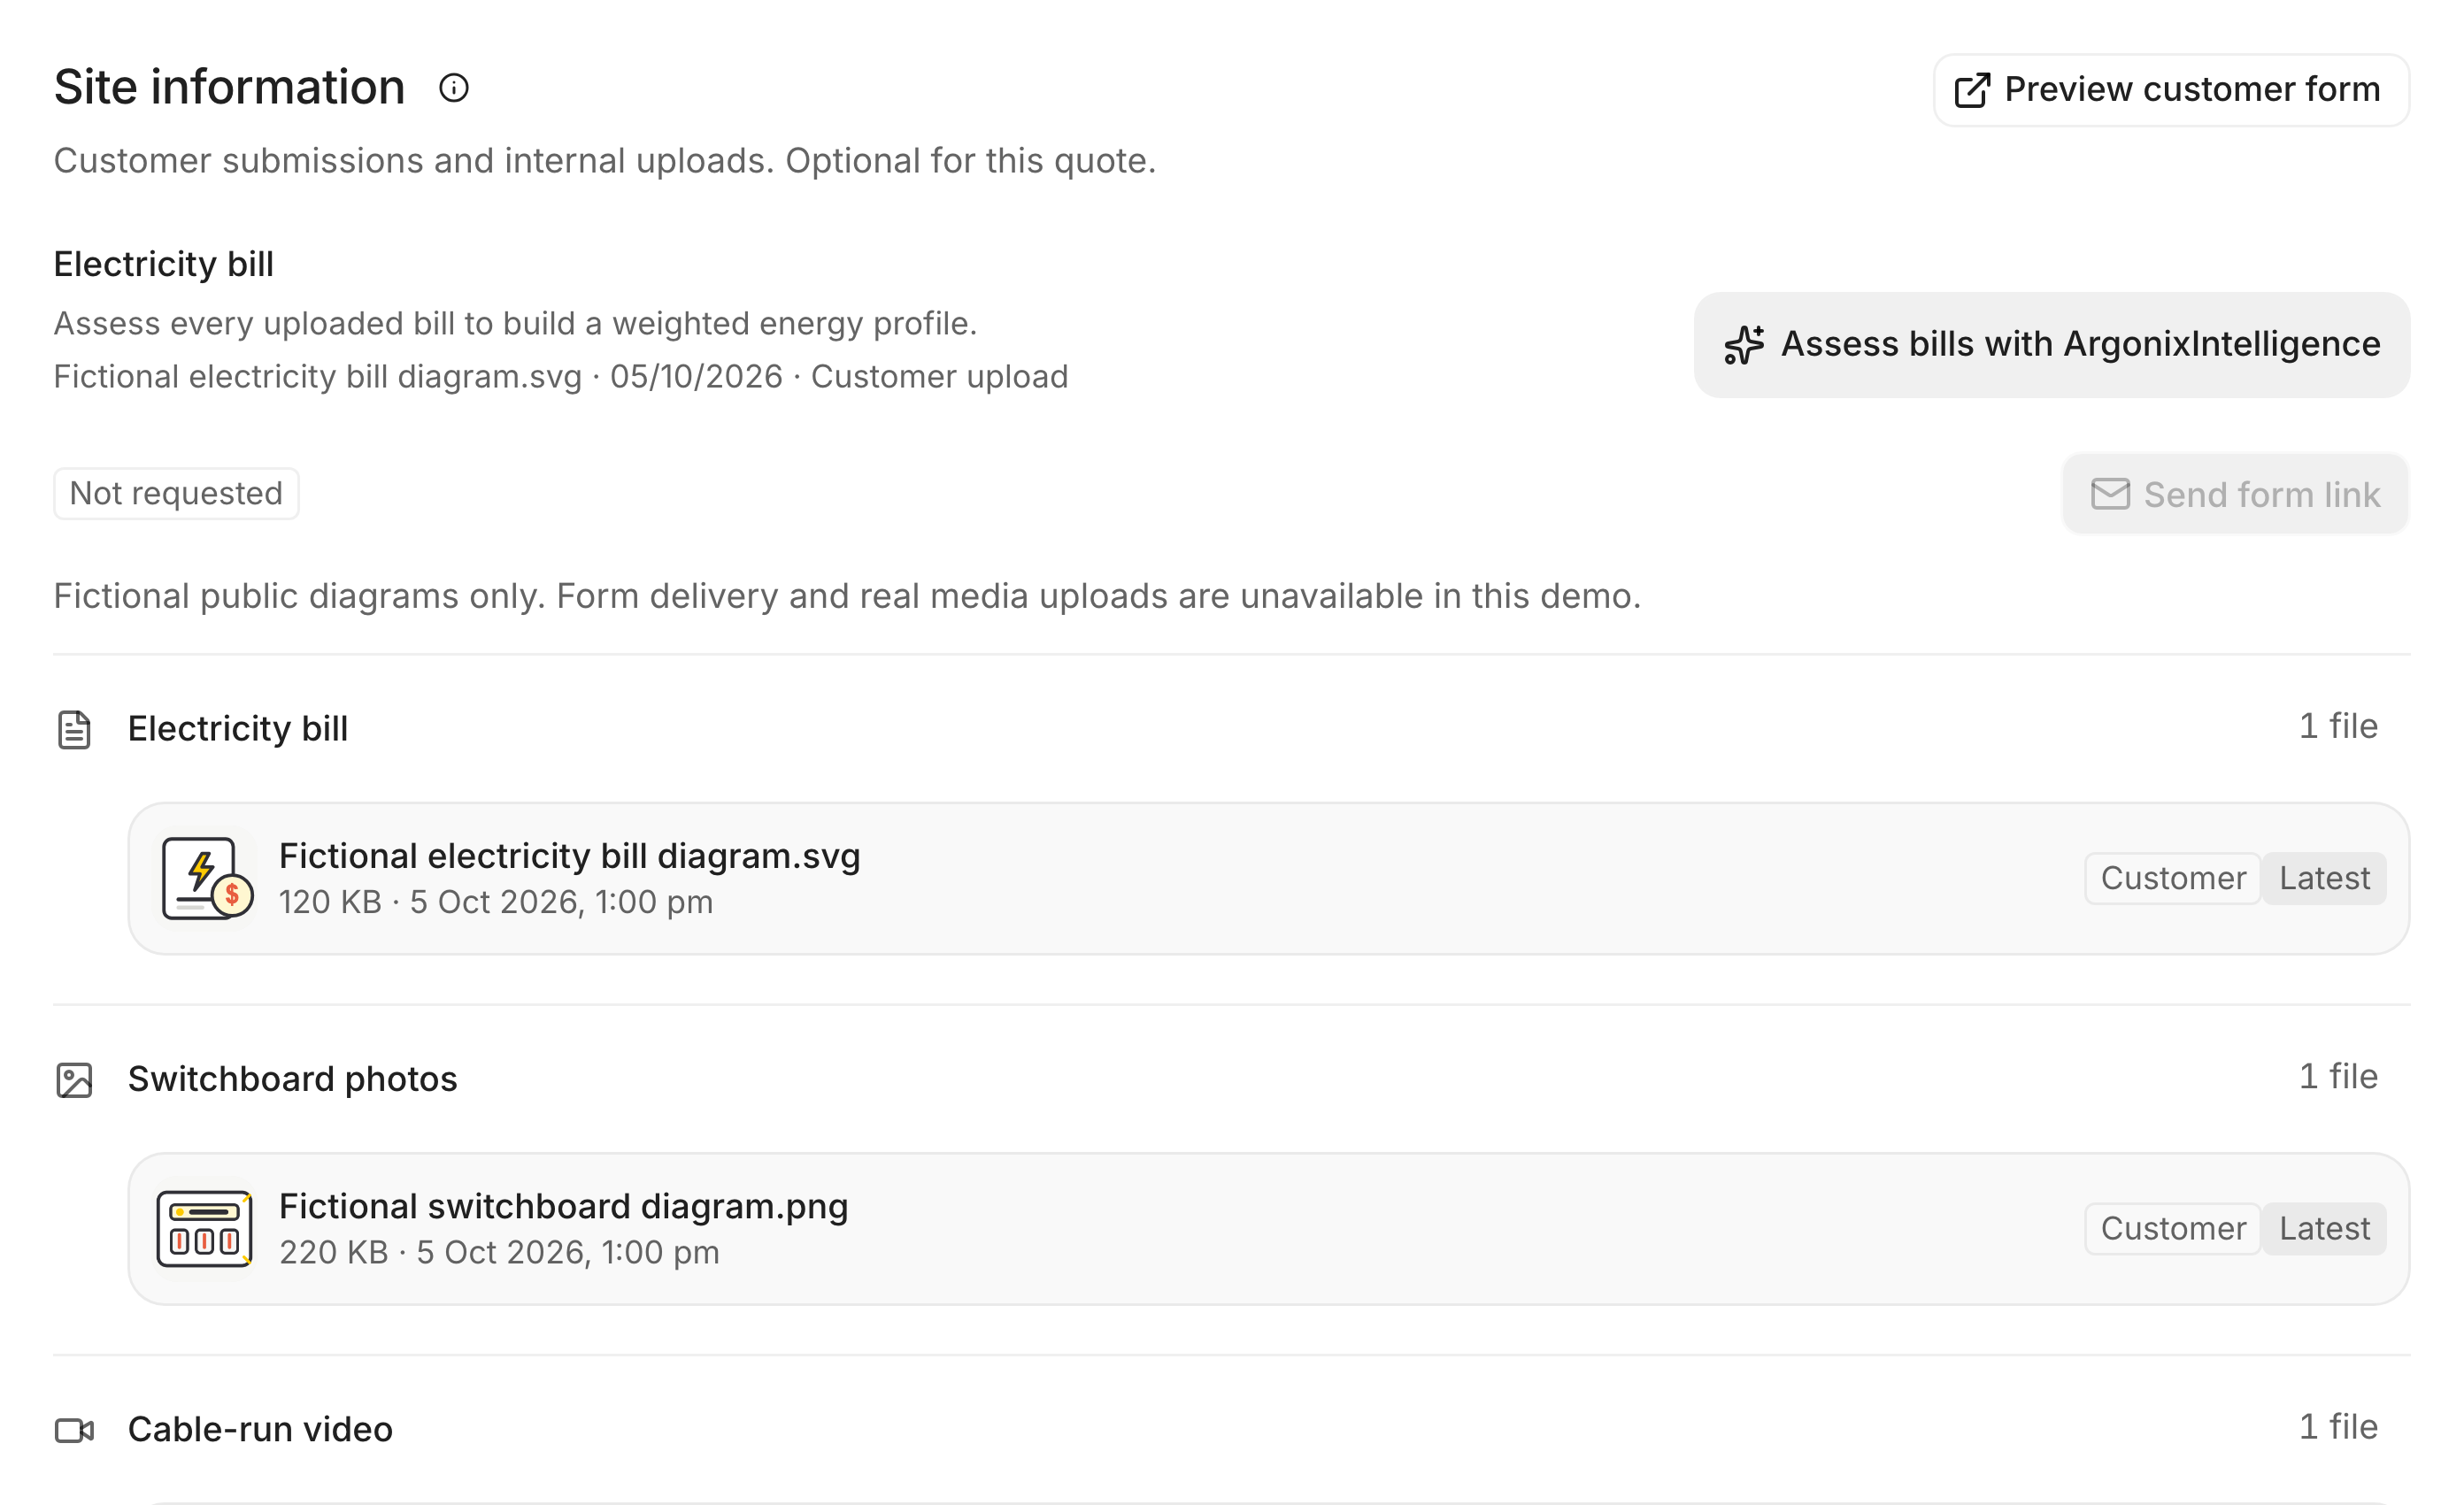 Site information
Preview customer form
Customer submissions and internal uploads. Optional for this quote.
Electricity bill
Assess every uploaded bill to build a weighted energy profile.
Fictional electricity bill diagram.svg · 05/10/2026 · Customer upload
Assess bills with ArgonixIntelligence
Not requested
Send form link
Fictional public diagrams only. Form delivery and real media uploads are unavailable in this demo.
Electricity bill
1 file
$
Fictional electricity bill diagram.svg
120 KB · 5 Oct 2026, 1:00 pm
Customer
Latest
Switchboard photos
1 file
Fictional switchboard diagram.png
220 KB · 5 Oct 2026, 1:00 pm
Customer
Latest
Cable-run video
1 file